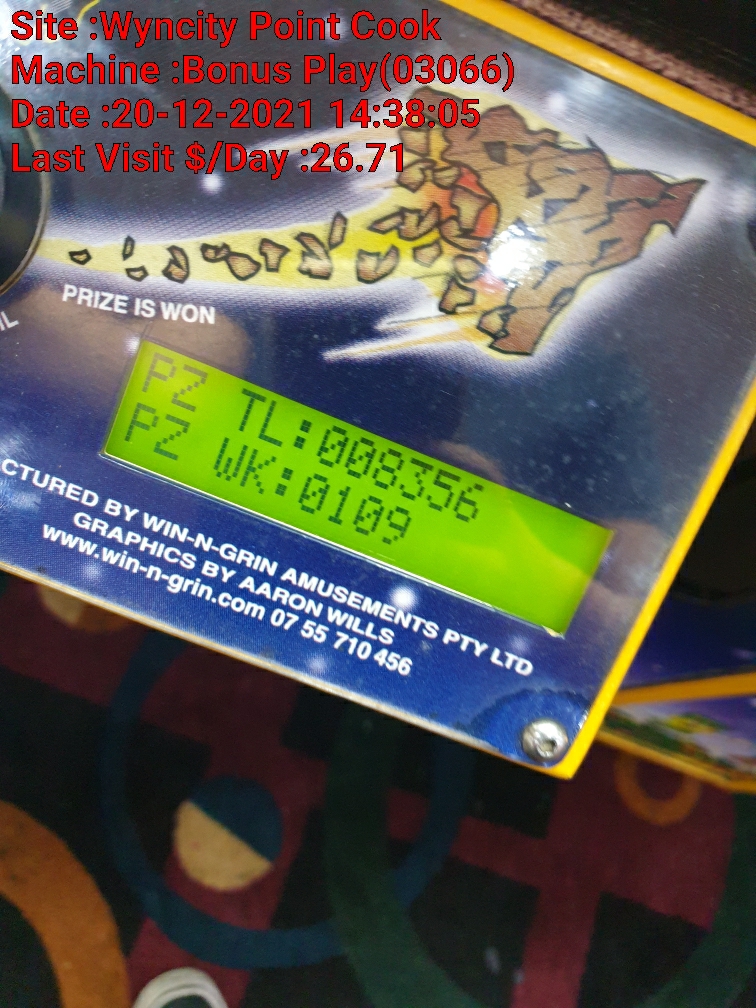 Site :Wyncity Point Cook
Machine :Bonus Play(03066)
Date :20-12-2021 14:38:05
Last Visit $/Day :26.71
PRIZE IS WON
PZ TL:008356
PZ WK:0109
CTURED BY WIN-N-GRIN AMUSEMENTS PTY LTD
GRAPHICS BY AARON WILLS
www.win-n-grin.com 07 55 710 456